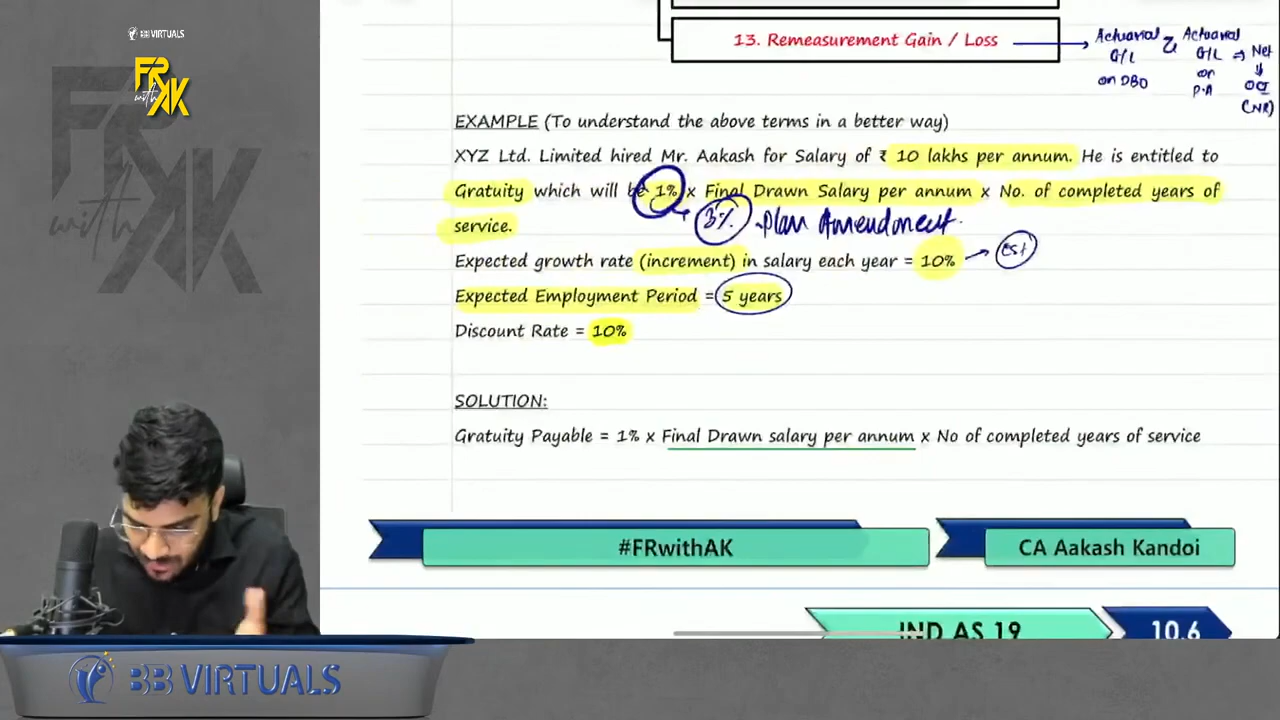 BB VIRTUALS
FR
with
AK
FR
with
AK
13. Remeasurement Gain / Loss
Actuarial G/L on DBO
&
Actuarial G/L on P.A
⇒ Net
↓
OCI
(NR)
EXAMPLE (To understand the above terms in a better way)
XYZ Ltd. Limited hired Mr. Aakash for Salary of ₹ 10 lakhs per annum. He is entitled to
Gratuity which will be 1% x Final Drawn Salary per annum x No. of completed years of
3% Plan Amendment.
service.
Expected growth rate (increment) in salary each year = 10% → est
Expected Employment Period = 5 years
Discount Rate = 10%
SOLUTION:
Gratuity Payable = 1% x Final Drawn salary per annum x No of completed years of service
#FRwithAK
CA Aakash Kandoi
IND AS 19
10.6
BB VIRTUALS